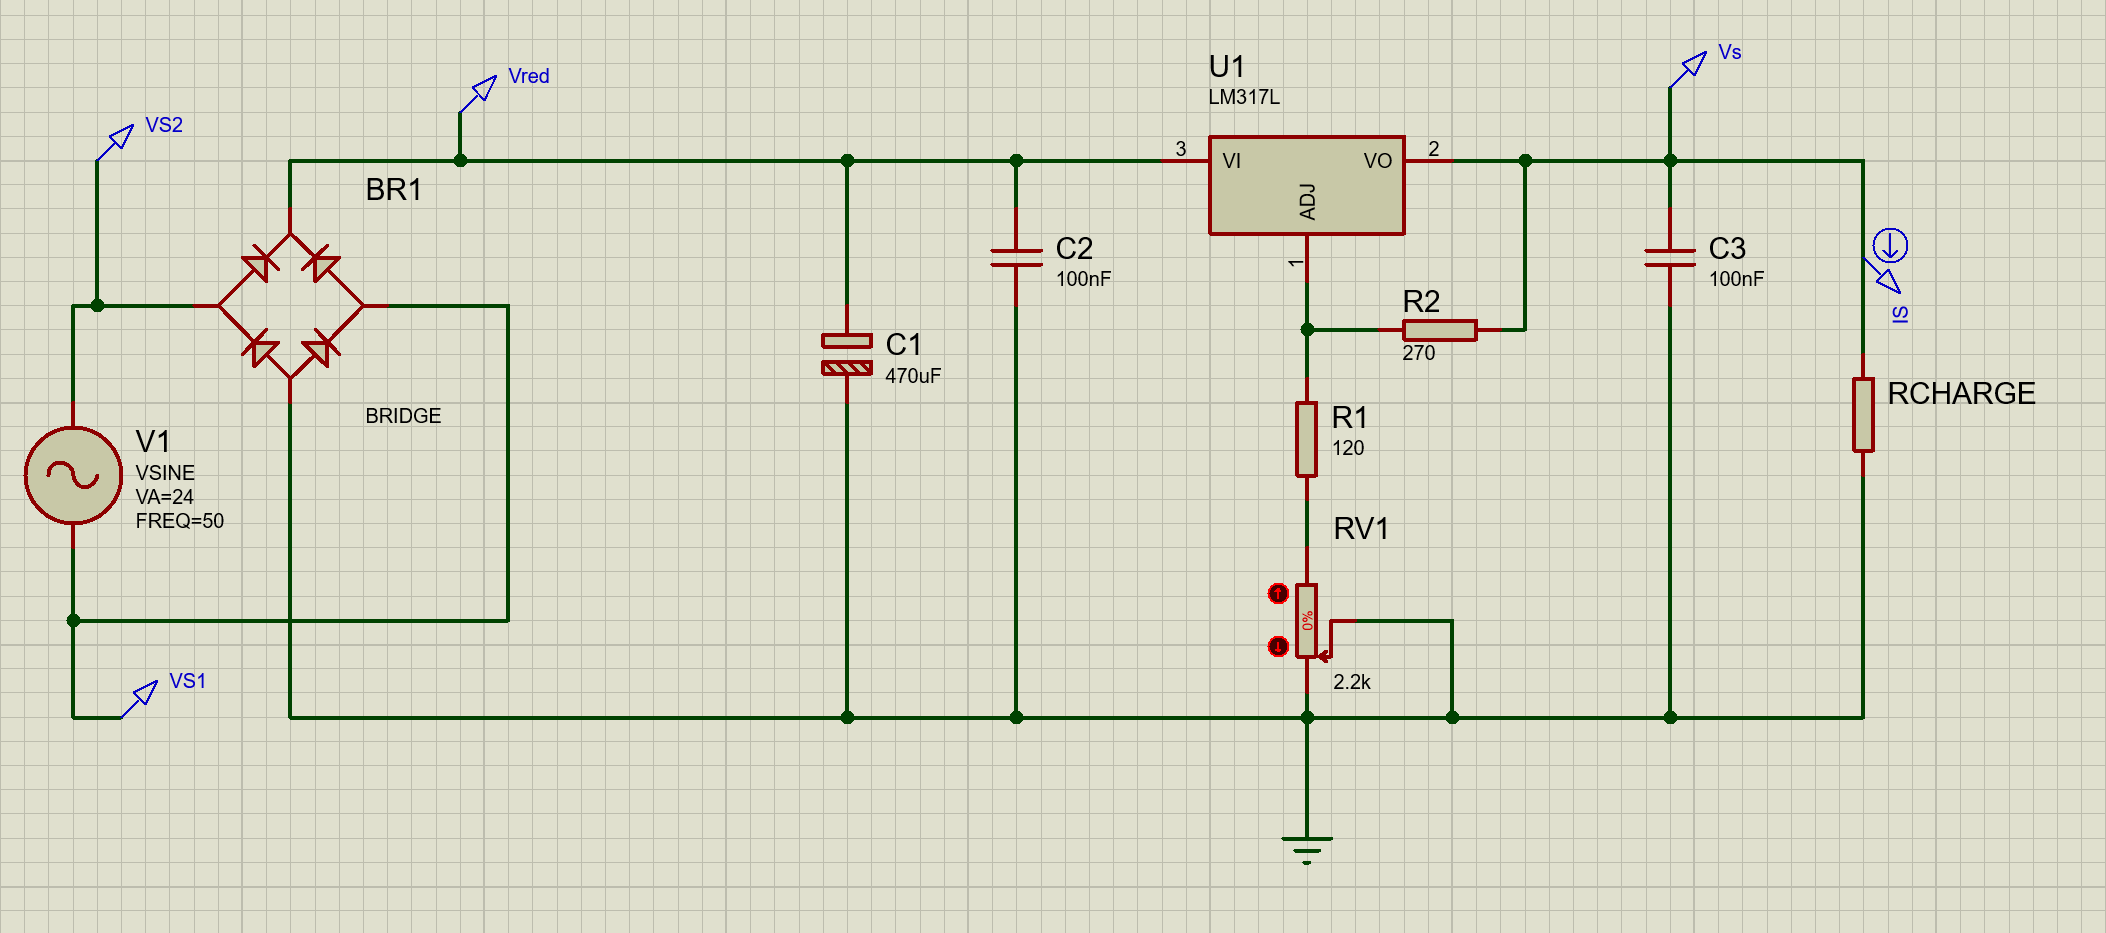 Vs
U1
LM317L
Vred
VS2
3
VI
VO
2
ADJ
BR1
1
C2
100nF
C3
100nF
R2
270
IS
C1
470uF
RCHARGE
BRIDGE
R1
120
V1
VSINE
VA=24
FREQ=50
RV1
0%
VS1
2.2k